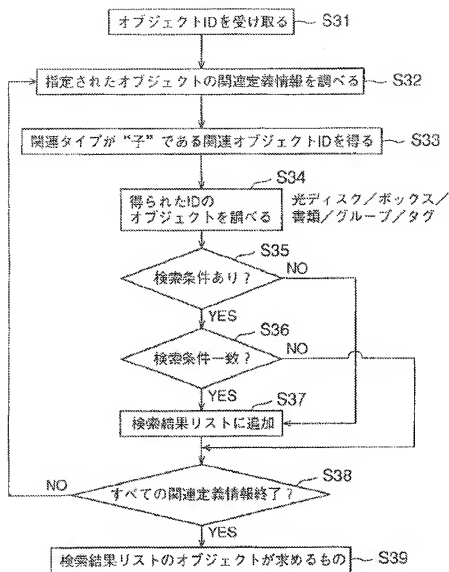 オブジェクトIDを受け取る
S31
指定されたオブジェクトの関連定義情報を調べる
S32
関連タイプが“子”である関連オブジェクトIDを得る
S33
S34
得られたIDの
オブジェクトを調べる
光ディスク／ボックス／
書類／グループ／タグ
S35
検索条件あり？
NO
YES
S36
検索条件一致？
NO
YES
S37
検索結果リストに追加
S38
NO
すべての関連定義情報終了？
YES
検索結果リストのオブジェクトが求めるもの
S39